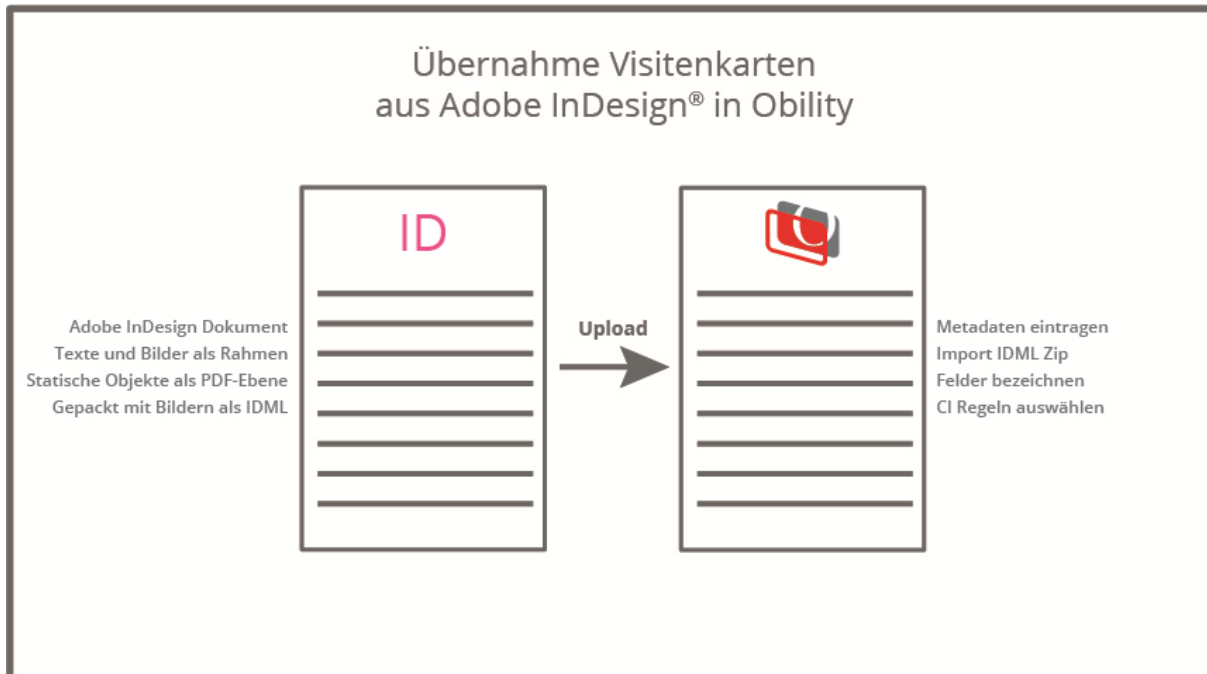 Übernahme Visitenkarten
aus Adobe InDesign® in Obility
ID
Adobe InDesign Dokument
Texte und Bilder als Rahmen
Statische Objekte als PDF-Ebene
Gepackt mit Bildern als IDML
Upload
Metadaten eintragen
Import IDML Zip
Felder bezeichnen
CI Regeln auswählen